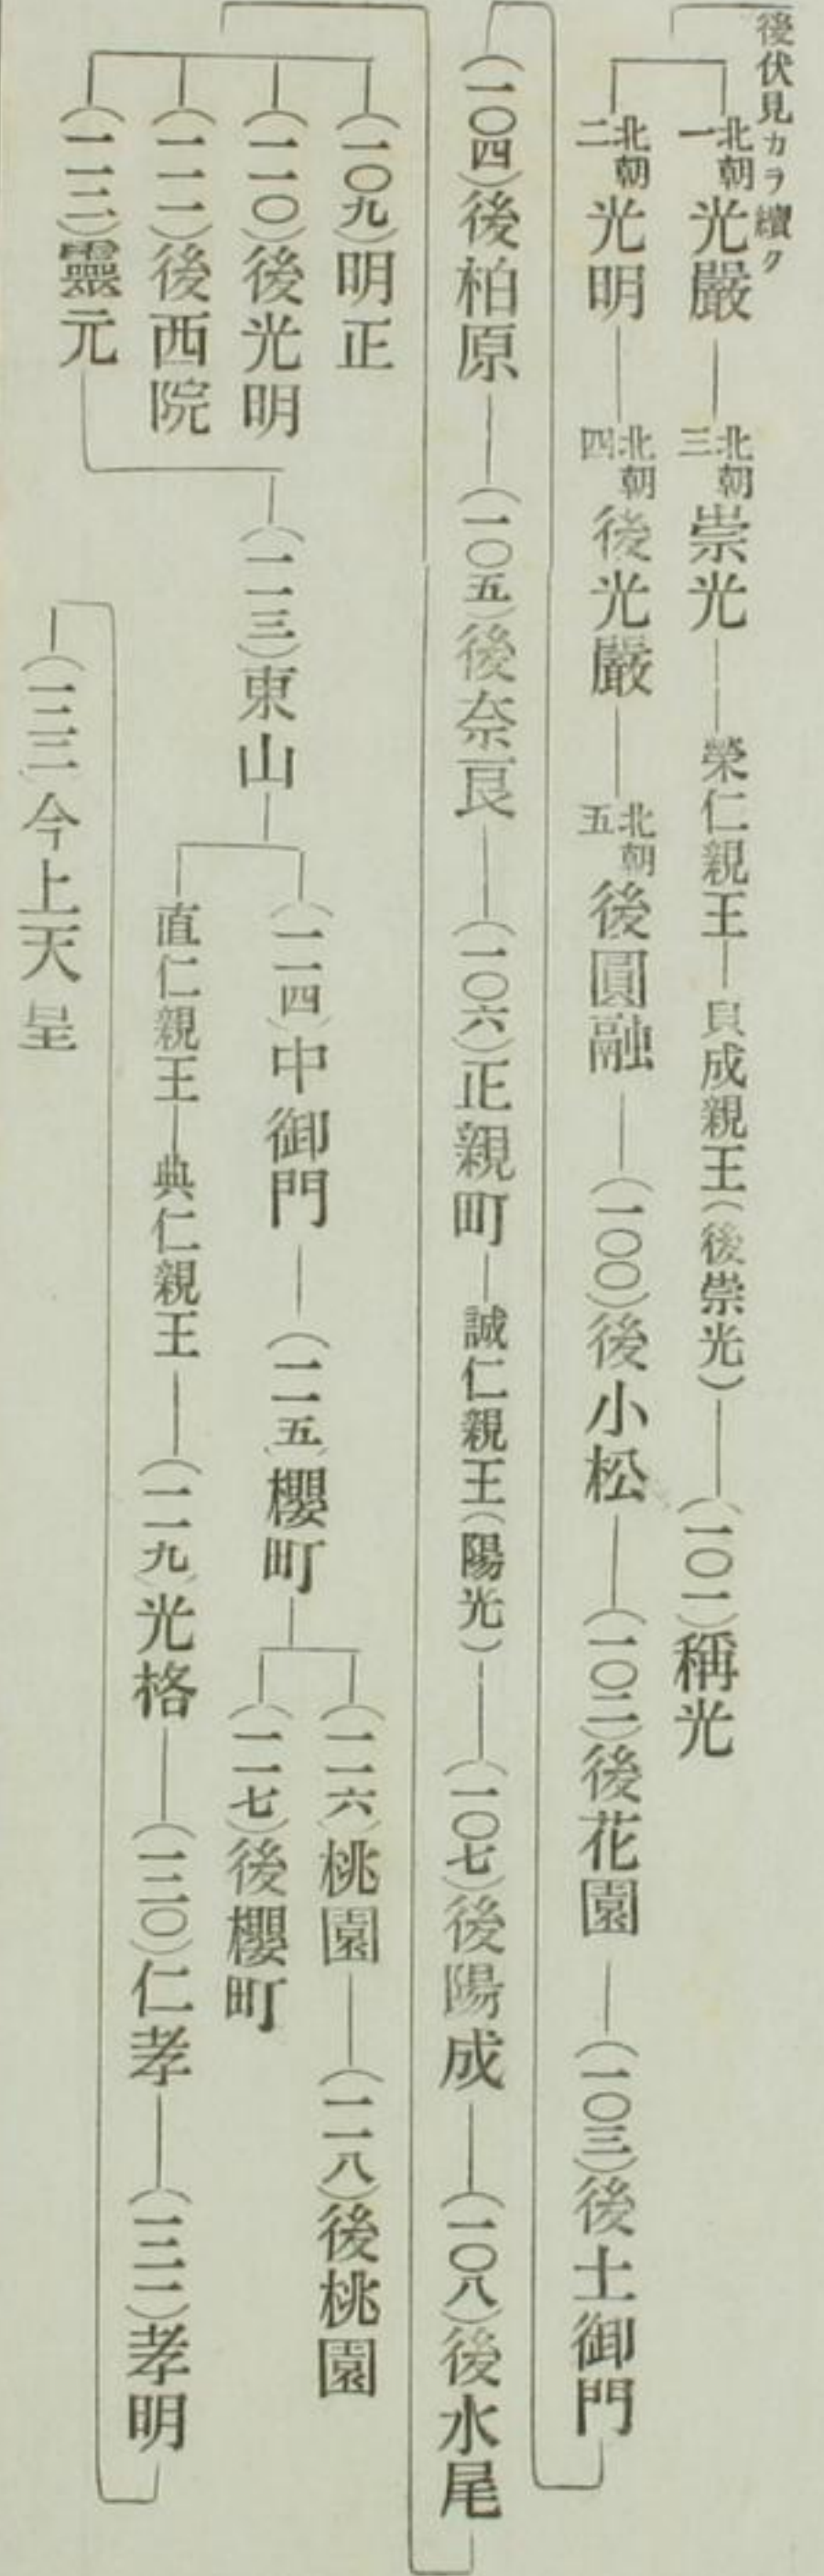 後伏見カラ續ク
北朝一 光嚴―北朝三 崇光―榮仁親王―貞成親王(後崇光)―(一〇一)稱光
北朝二 光明―北朝四 後光嚴―北朝五 後圓融―(一〇〇)後小松―(一〇二)後花園―(一〇三)後土御門
(一〇四)後柏原―(一〇五)後奈良―(一〇六)正親町―誠仁親王(陽光)―(一〇七)後陽成―(一〇八)後水尾
(一〇九)明正
(一一〇)後光明
(一一一)後西院
(一一二)靈元
(一一三)東山
(一一四)中御門―(一一五)櫻町
(一一六)桃園―(一一八)後桃園
(一一七)後櫻町
直仁親王―典仁親王―(一一九)光格―(一二〇)仁孝―(一二一)孝明
(一二二)今上天皇